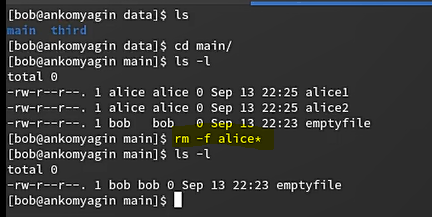 [bob@ankomyagin data]$ ls
main  third
[bob@ankomyagin data]$ cd main/
[bob@ankomyagin main]$ ls -l
total 0
-rw-r--r--. 1 alice alice 0 Sep 13 22:25 alice1
-rw-r--r--. 1 alice alice 0 Sep 13 22:25 alice2
-rw-r--r--. 1 bob   bob   0 Sep 13 22:23 emptyfile
[bob@ankomyagin main]$ rm -f alice*
[bob@ankomyagin main]$ ls -l
total 0
-rw-r--r--. 1 bob bob 0 Sep 13 22:23 emptyfile
[bob@ankomyagin main]$